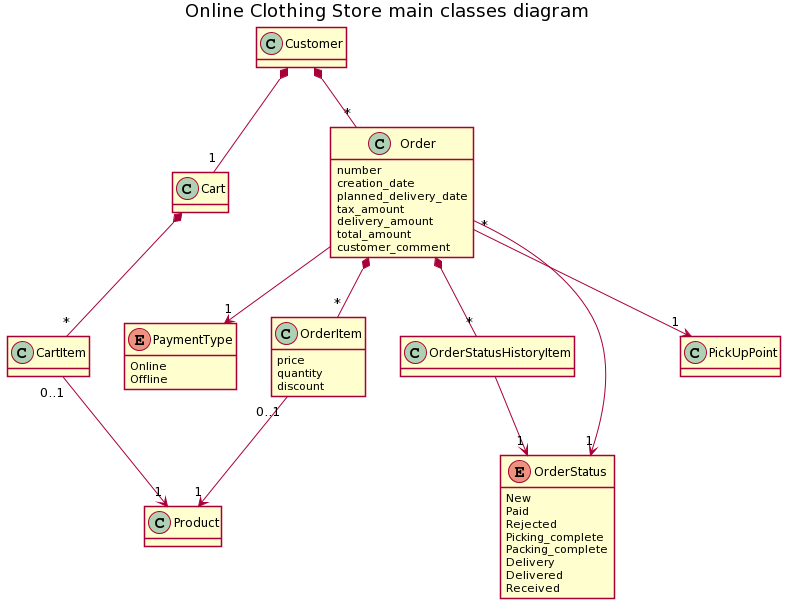 Online Clothing Store main classes diagram
C Customer
*
C Order
number
creation_date
planned_delivery_date
tax_amount
delivery_amount
total_amount
customer_comment
1
C Cart
*
1
*
*
*
1
C CartItem
E PaymentType
Online
Offline
C OrderItem
price
quantity
discount
C OrderStatusHistoryItem
C PickUpPoint
0..1
0..1
1
1
1
1
C Product
E OrderStatus
New
Paid
Rejected
Picking_complete
Packing_complete
Delivery
Delivered
Received